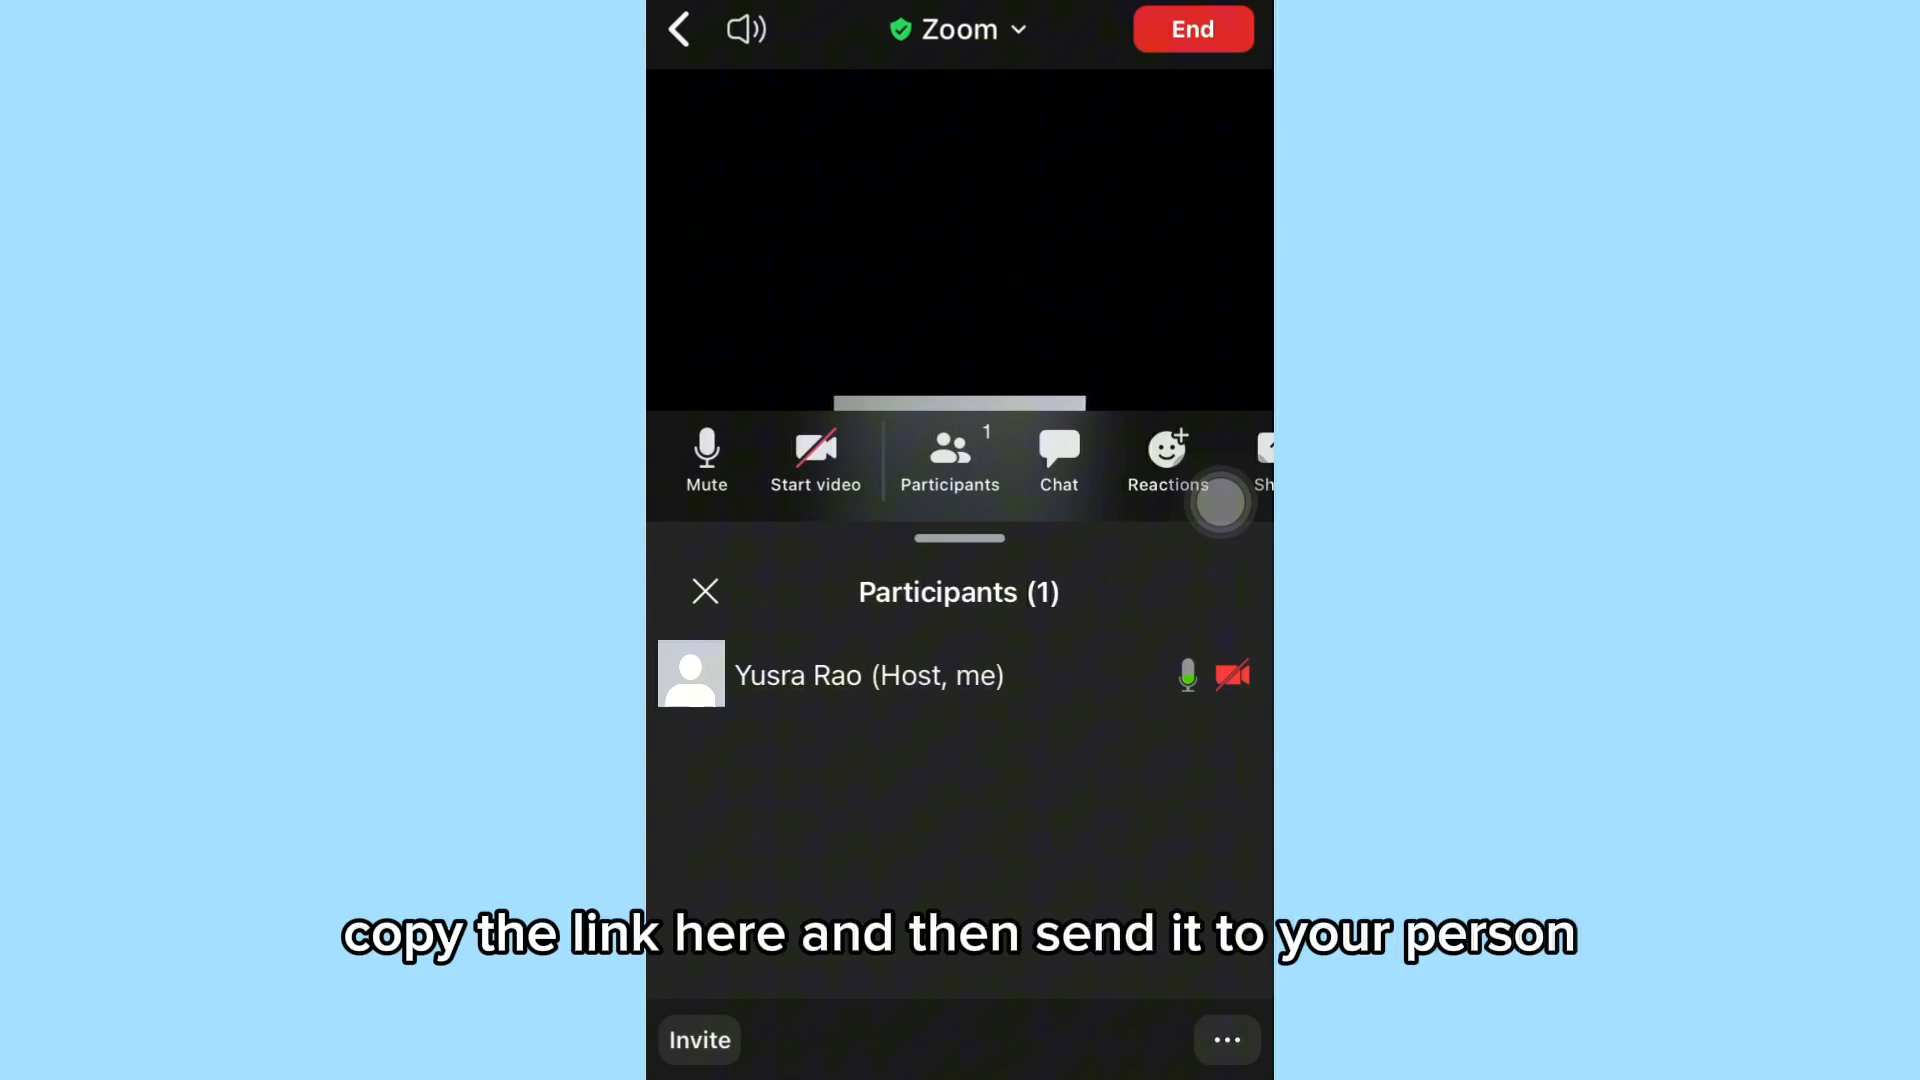 Zoom
End
1
Mute
Start video
Participants
Chat
Reactions
Sh
Participants (1)
Yusra Rao (Host, me)
copy the link here and then send it to your person
Invite